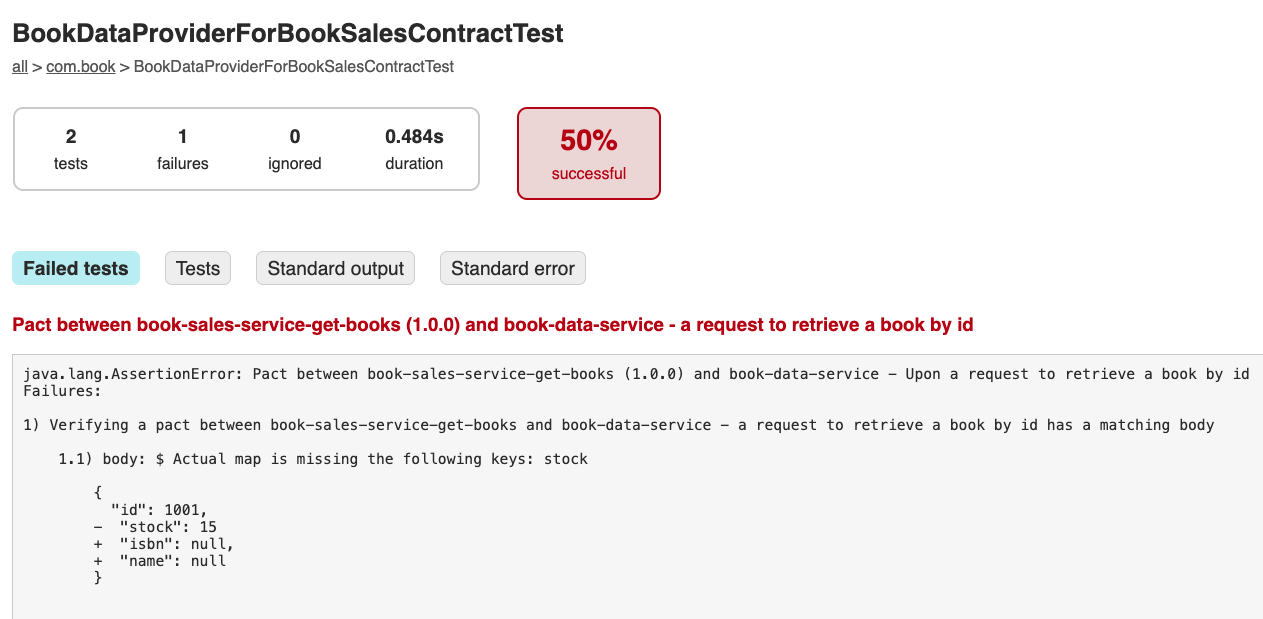 BookDataProviderForBookSalesContractTest
all > com.book > BookDataProviderForBookSalesContractTest
2 1 0 0.484s
tests failures ignored duration
50%
successful
Failed tests Tests Standard output Standard error
Pact between book-sales-service-get-books (1.0.0) and book-data-service - a request to retrieve a book by id
java.lang.AssertionError: Pact between book-sales-service-get-books (1.0.0) and book-data-service - Upon a request to retrieve a book by id
Failures:
1) Verifying a pact between book-sales-service-get-books and book-data-service - a request to retrieve a book by id has a matching body
1.1) body: $ Actual map is missing the following keys: stock
{
"id": 1001,
- "stock": 15
+ "isbn": null,
+ "name": null
}